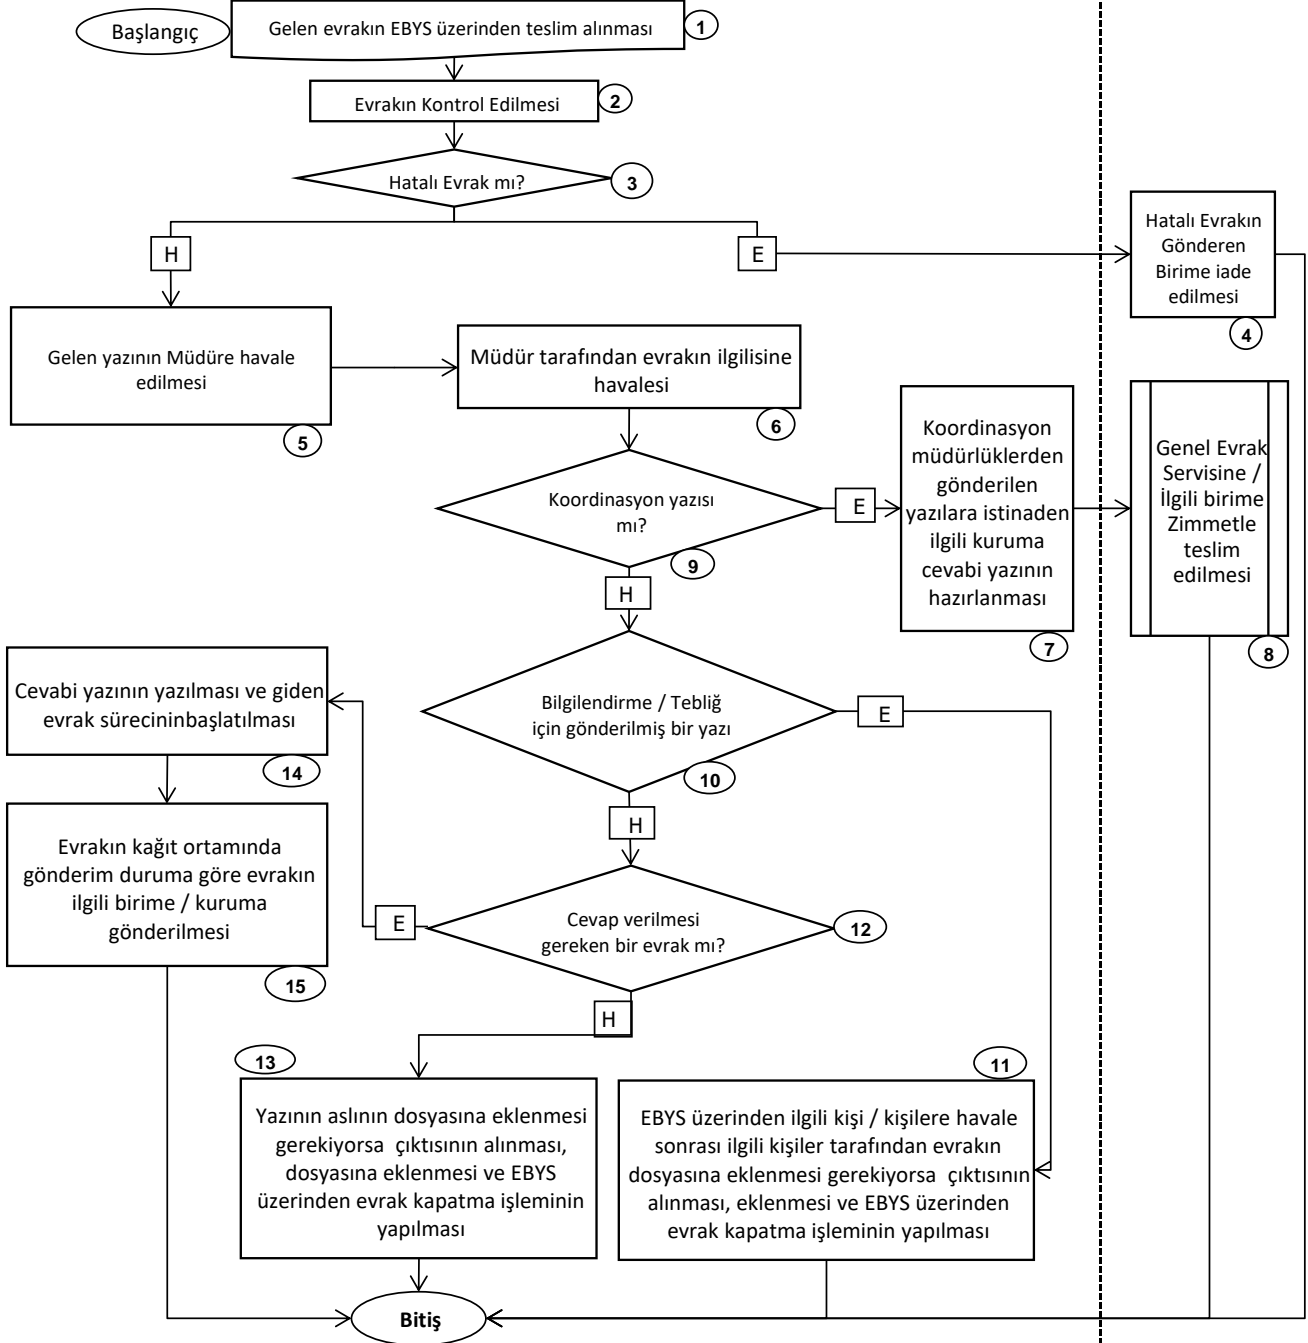 Başlangıç
Gelen evrakın EBYS üzerinden teslim alınması
1
Evrakın Kontrol Edilmesi
2
Hatalı Evrak mı?
3
H
E
Hatalı Evrakın
Gönderen
Birime iade
edilmesi
4
Gelen yazının Müdüre havale
edilmesi
5
Müdür tarafından evrakın ilgilisine
havalesi
6
Koordinasyon yazısı
mı?
9
E
Koordinasyon
müdürlüklerden
gönderilen
yazılara istinaden
ilgili kuruma
cevabi yazının
hazırlanması
7
Genel Evrak
Servisine /
İlgili birime
Zimmetle
teslim
edilmesi
8
H
Bilgilendirme / Tebliğ
için gönderilmiş bir yazı
10
E
Cevabi yazının yazılması ve giden
evrak sürecininbaşlatılması
14
H
Evrakın kağıt ortamında
gönderim duruma göre evrakın
ilgili birime / kuruma
gönderilmesi
15
E
Cevap verilmesi
gereken bir evrak mı?
12
H
13
Yazının aslının dosyasına eklenmesi
gerekiyorsa çıktısının alınması,
dosyasına eklenmesi ve EBYS
üzerinden evrak kapatma işleminin
yapılması
11
EBYS üzerinden ilgili kişi / kişilere havale
sonrası ilgili kişiler tarafından evrakın
dosyasına eklenmesi gerekiyorsa çıktısının
alınması, eklenmesi ve EBYS üzerinden
evrak kapatma işleminin yapılması
Bitiş